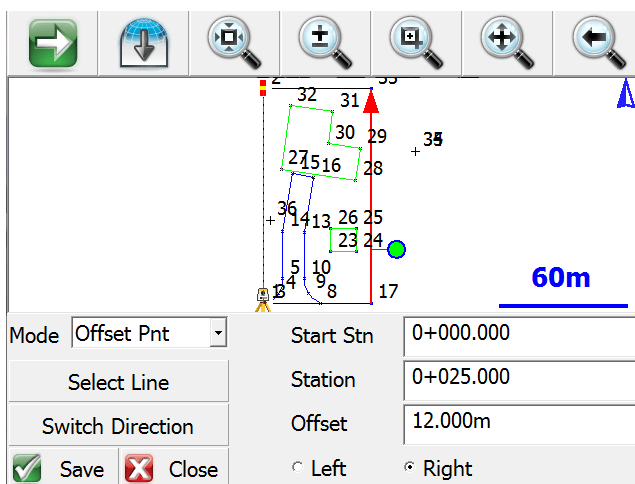 2 33
32 31
30 29
27 15 16 28
36 14 13 26 25
23 24
5 10
4 9
8 17
60m
Mode Offset Pnt Start Stn 0+000.000
Select Line Station 0+025.000
Switch Direction Offset 12.000m
Save Close Left Right